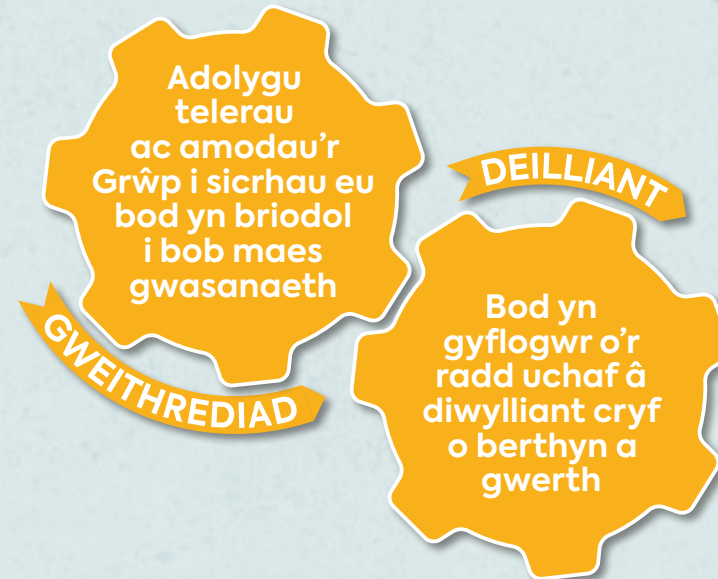 Adolygu
telerau
ac amodau’r
Grŵp i sicrhau eu
bod yn briodol
i bob maes
gwasanaeth
GWEITHREDIAD
DEILLIANT
Bod yn
gyflogwr o’r
radd uchaf â
diwylliant cryf
o berthyn a
gwerth